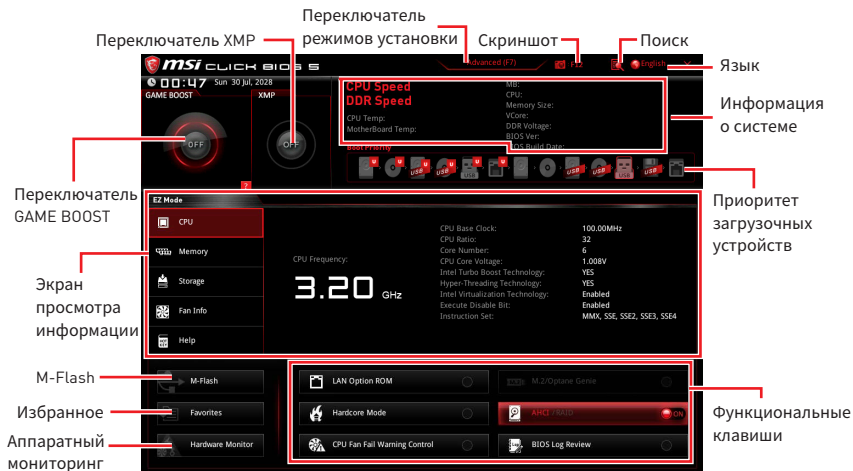 Переключатель
режимов установки
Переключатель XMP
Скриншот
Поиск
Язык
Информация
о системе
Приоритет
загрузочных
устройств
Переключатель
GAME BOOST
Экран
просмотра
информации
M-Flash
Избранное
Аппаратный
мониторинг
Функциональные
клавиши
msi CLICK BIOS 5
Advanced (F7)
F12
English
00:47 Sun 30 Jul, 2028
GAME BOOST
XMP
OFF
OFF
CPU Speed
DDR Speed
CPU Temp:
MotherBoard Temp:
MB:
CPU:
Memory Size:
VCore:
DDR Voltage:
BIOS Ver:
BIOS Build Date:
Boot Priority
U U USB USB U U U USB USB USB USB
?
EZ Mode
CPU
Memory
Storage
Fan Info
Help
CPU Frequency:
3.20 GHz
CPU Base Clock: 100.00MHz
CPU Ratio: 32
Core Number: 6
CPU Core Voltage: 1.008V
Intel Turbo Boost Technology: YES
Hyper-Threading Technology: YES
Intel Virtualization Technology: Enabled
Execute Disable Bit: Enabled
Instruction Set: MMX, SSE, SSE2, SSE3, SSE4
M-Flash
Favorites
Hardware Monitor
LAN Option ROM
M.2/Optane Genie
Hardcore Mode
AHCI /RAID
ON
CPU Fan Fail Warning Control
BIOS Log Review